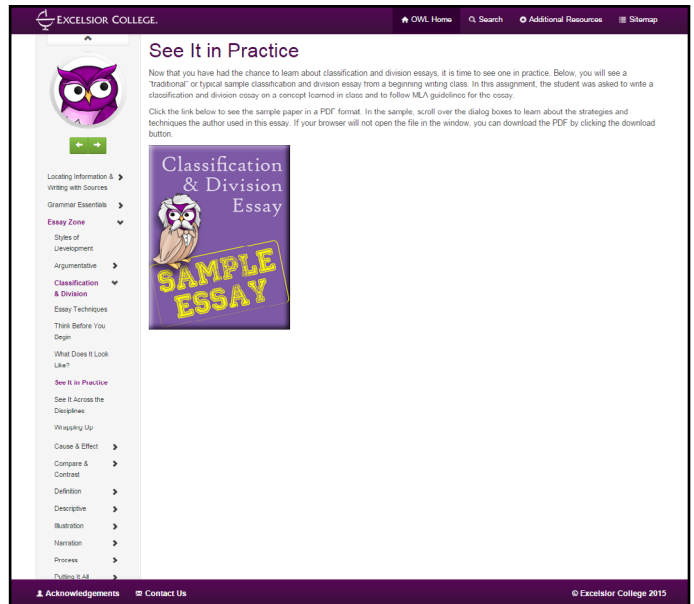 EXCELSIOR COLLEGE.
OWL Home
Search
Additional Resources
Sitemap
See It in Practice
Now that you have had the chance to learn about classification and division essays, it is time to see one in practice. Below, you will see a
"traditional" or typical sample classification and division essay from a beginning writing class. In this assignment, the student was asked to write a
classification and division essay on a concept learned in class and to follow MLA guidelines for the essay.
Click the link below to see the sample paper in a PDF format. In the sample, scroll over the dialog boxes to learn about the strategies and
techniques the author used in this essay. If your browser will not open the file in the window, you can download the PDF by clicking the download
button.
Classification
& Division
Essay
SAMPLE
ESSAY
Locating Information &
Writing with Sources
Grammar Essentials
Essay Zone
Styles of
Development
Argumentative
Classification
& Division
Essay Techniques
Think Before You
Begin
What Does It Look
Like?
See It in Practice
See It Across the
Disciplines
Wrapping Up
Cause & Effect
Compare &
Contrast
Definition
Descriptive
Illustration
Narration
Process
Putting It All
Acknowledgements
Contact Us
© Excelsior College 2015